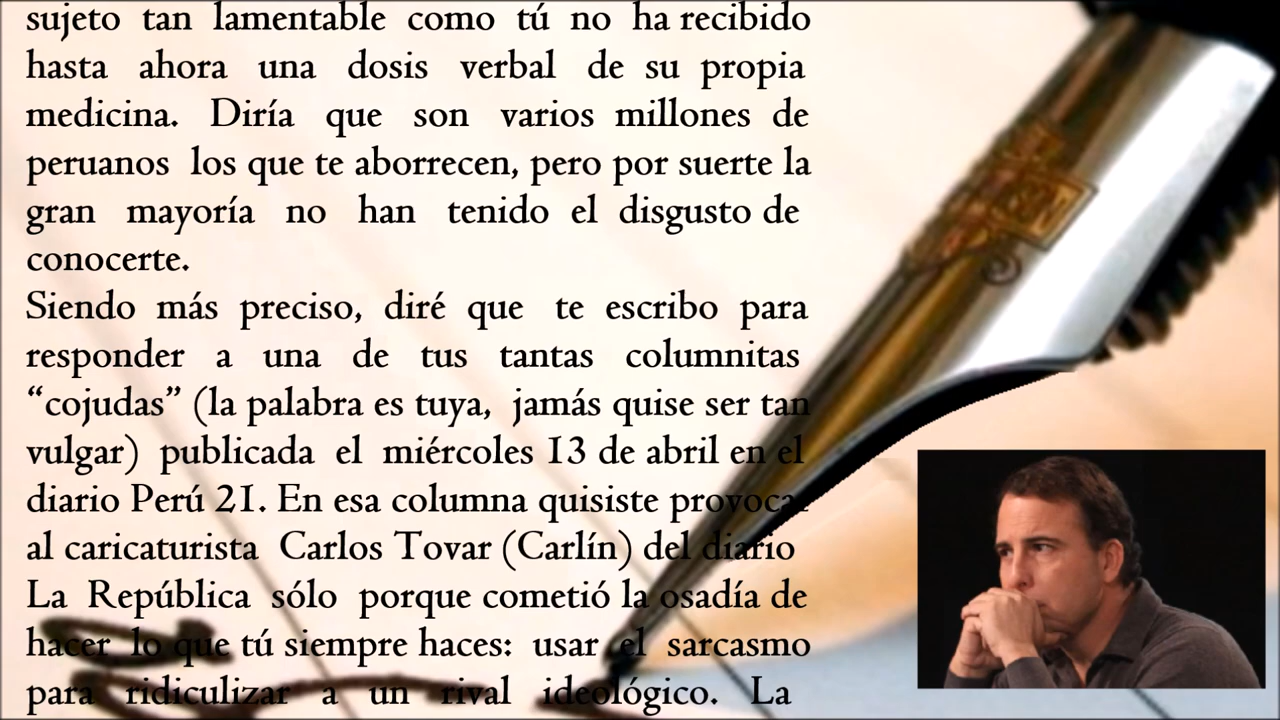 sujeto tan lamentable como tú no ha recibido
hasta ahora una dosis verbal de su propia
medicina. Diría que son varios millones de
peruanos los que te aborrecen, pero por suerte la
gran mayoría no han tenido el disgusto de
conocerte.
Siendo más preciso, diré que te escribo para
responder a una de tus tantas columnitas
“cojudas” (la palabra es tuya, jamás quise ser tan
vulgar) publicada el miércoles 13 de abril en el
diario Perú 21. En esa columna quisiste provocar
al caricaturista Carlos Tovar (Carlín) del diario
La República sólo porque cometió la osadía de
hacer lo que tú siempre haces: usar el sarcasmo
para ridiculizar a un rival ideológico. La